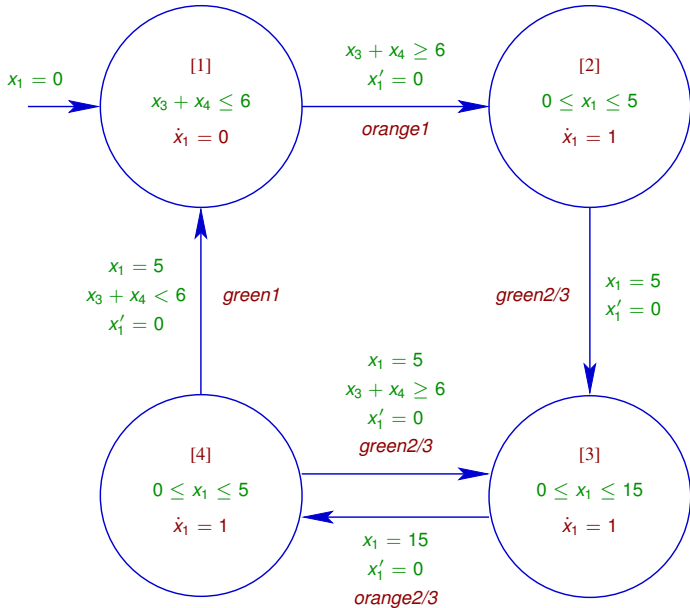 x₁ = 0
[1]
x₃ + x₄ ≤ 6
ẋ₁ = 0
x₃ + x₄ ≥ 6
x₁′ = 0
orange1
[2]
0 ≤ x₁ ≤ 5
ẋ₁ = 1
x₁ = 5
x₃ + x₄ < 6
x₁′ = 0
green1
green2/3
x₁ = 5
x₁′ = 0
x₁ = 5
x₃ + x₄ ≥ 6
x₁′ = 0
green2/3
[4]
0 ≤ x₁ ≤ 5
ẋ₁ = 1
[3]
0 ≤ x₁ ≤ 15
ẋ₁ = 1
x₁ = 15
x₁′ = 0
orange2/3